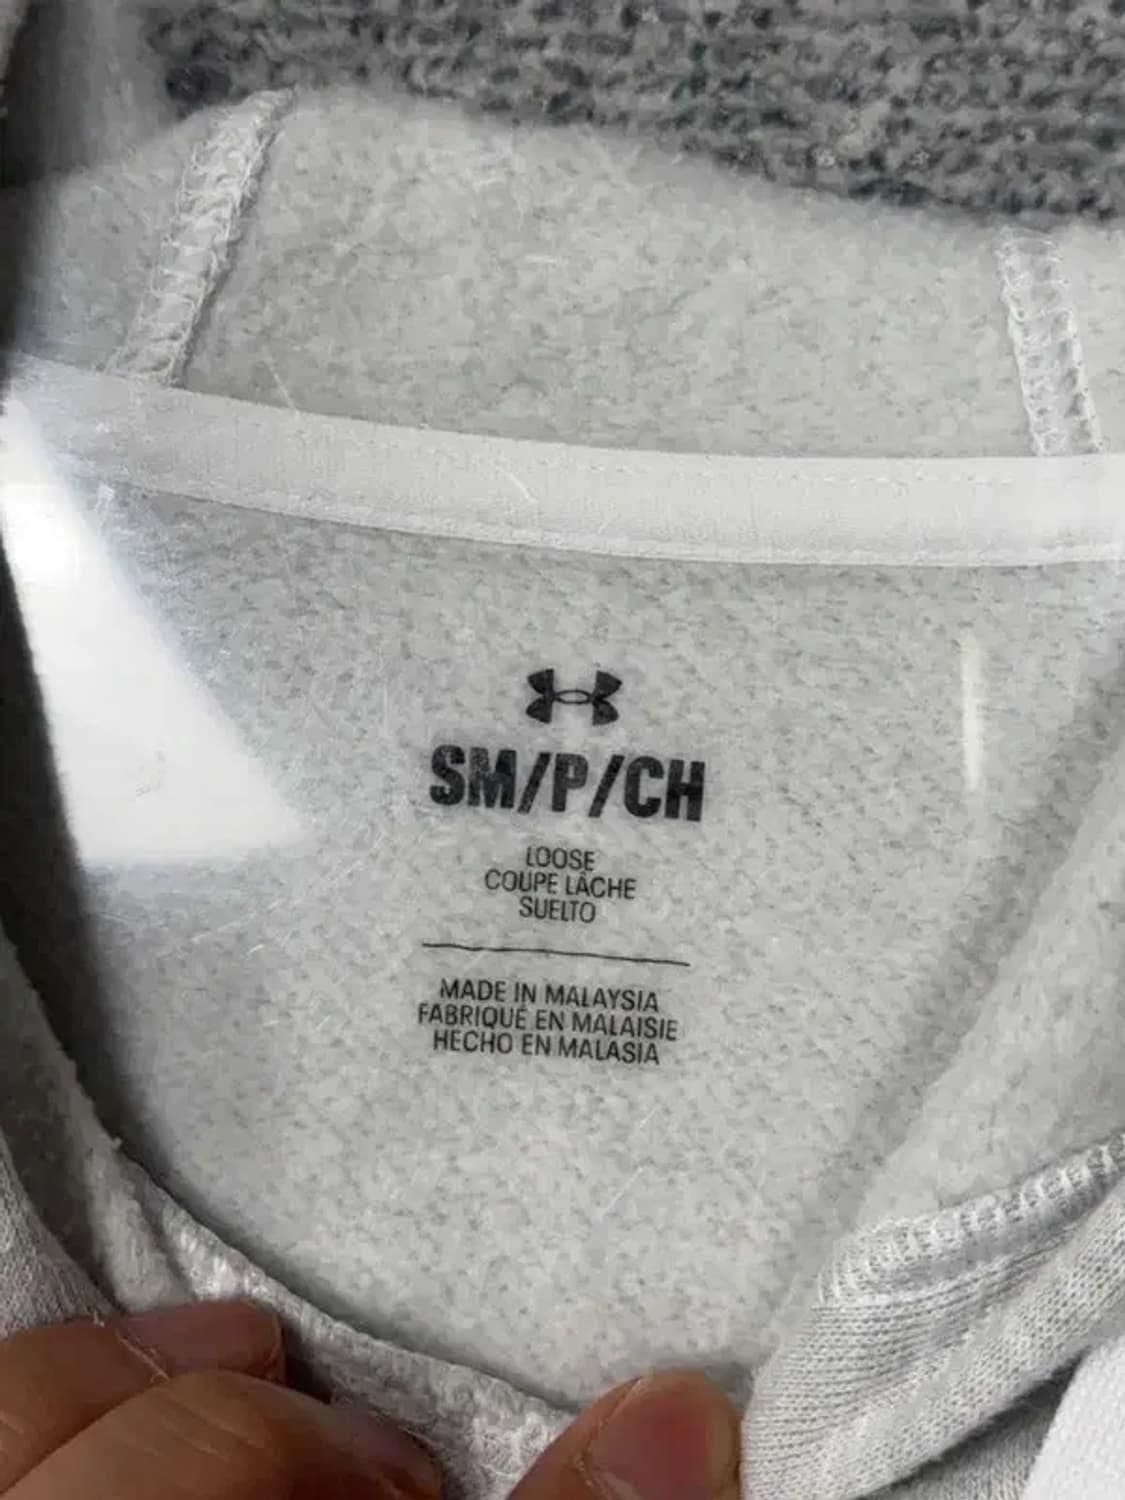 SM/P/CH
LOOSE
COUPE LÂCHE
SUELTO
MADE IN MALAYSIA
FABRIQUÉ EN MALAISIE
HECHO EN MALASIA